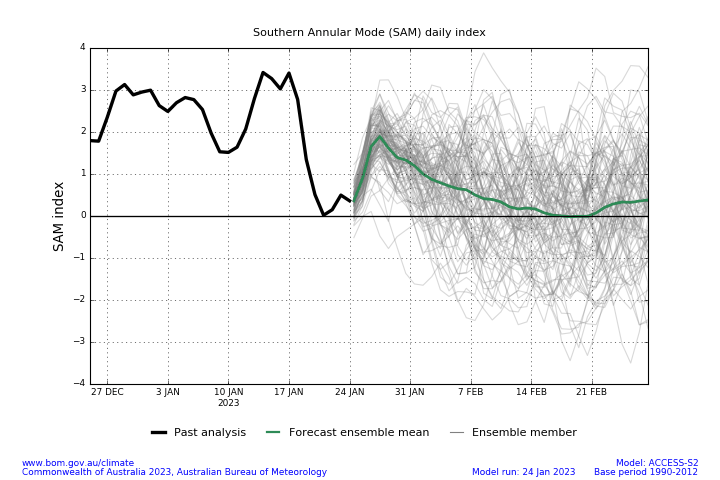 Southern Annular Mode (SAM) daily index
4
3
2
1
0
−1
−2
−3
−4
SAM index
27 DEC 3 JAN 10 JAN 17 JAN 24 JAN 31 JAN 7 FEB 14 FEB 21 FEB
2023
Past analysis Forecast ensemble mean Ensemble member
www.bom.gov.au/climate Model: ACCESS-S2
Commonwealth of Australia 2023, Australian Bureau of Meteorology Model run: 24 Jan 2023 Base period 1990-2012